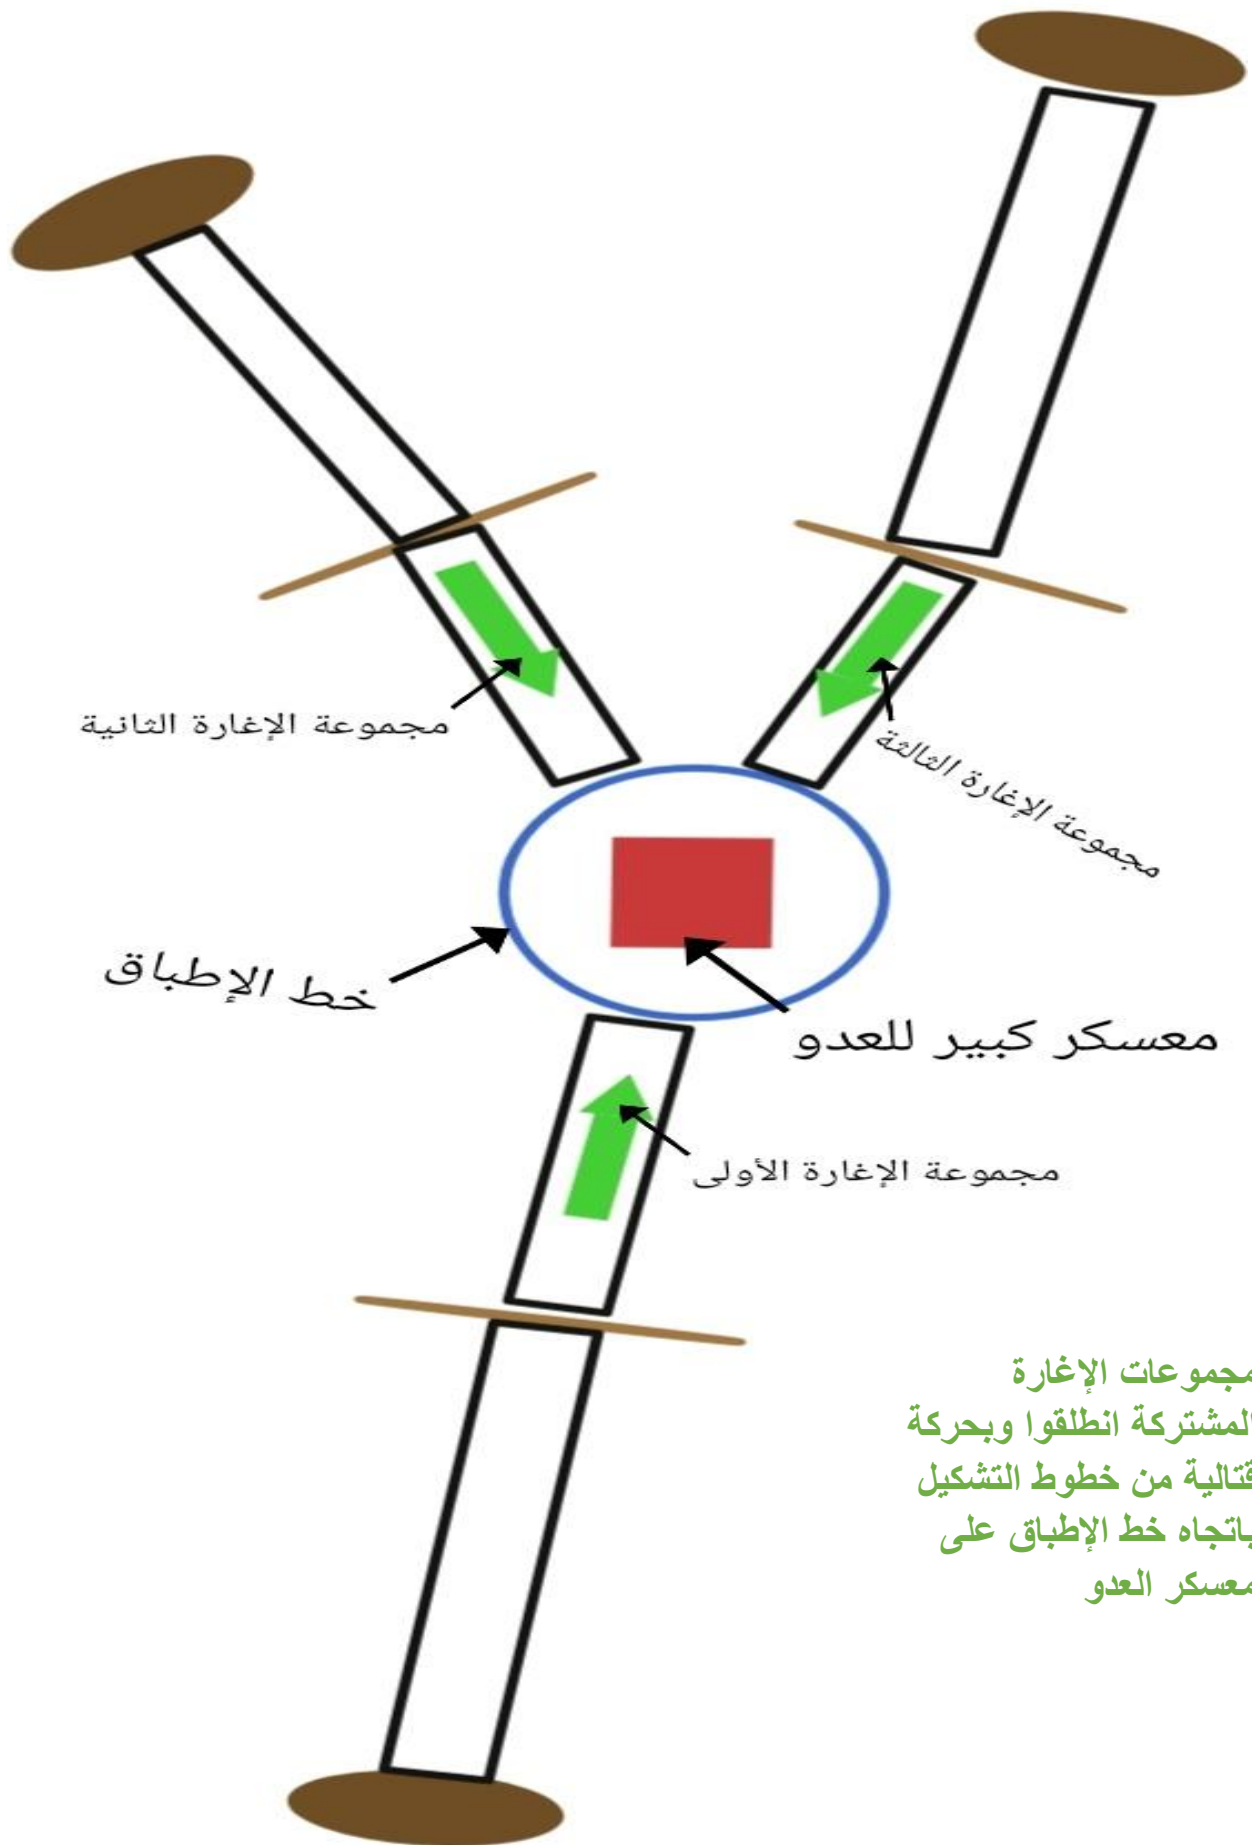 مجموعة الإغارة الثانية
مجموعة الإغارة الثالثة
خط الإطباق
معسكر كبير للعدو
مجموعة الإغارة الأولى
مجموعات الإغارة
المشتركة انطلقوا وبحركة
قتالية من خطوط التشكيل
باتجاه خط الإطباق على
معسكر العدو